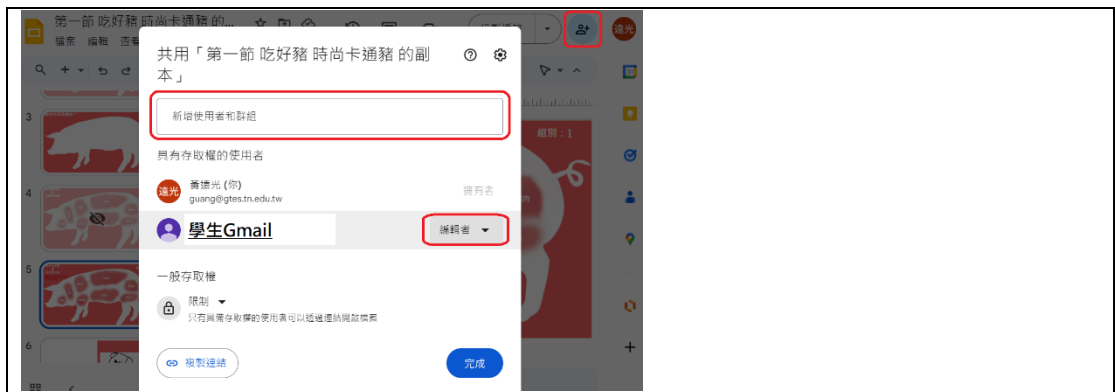 第一節 吃好豬 時尚卡通豬 的...
檔案 編輯 查看
遠光
共用「第一節 吃好豬 時尚卡通豬 的副
本」
新增使用者和群組
具有存取權的使用者
遠光
黃遠光 (你)
guang@gtes.tn.edu.tw
擁有者
學生Gmail
編輯者
一般存取權
限制
只有具備存取權的使用者可以透過連結開啟檔案
複製連結
完成
組別：1
3
4
5
6